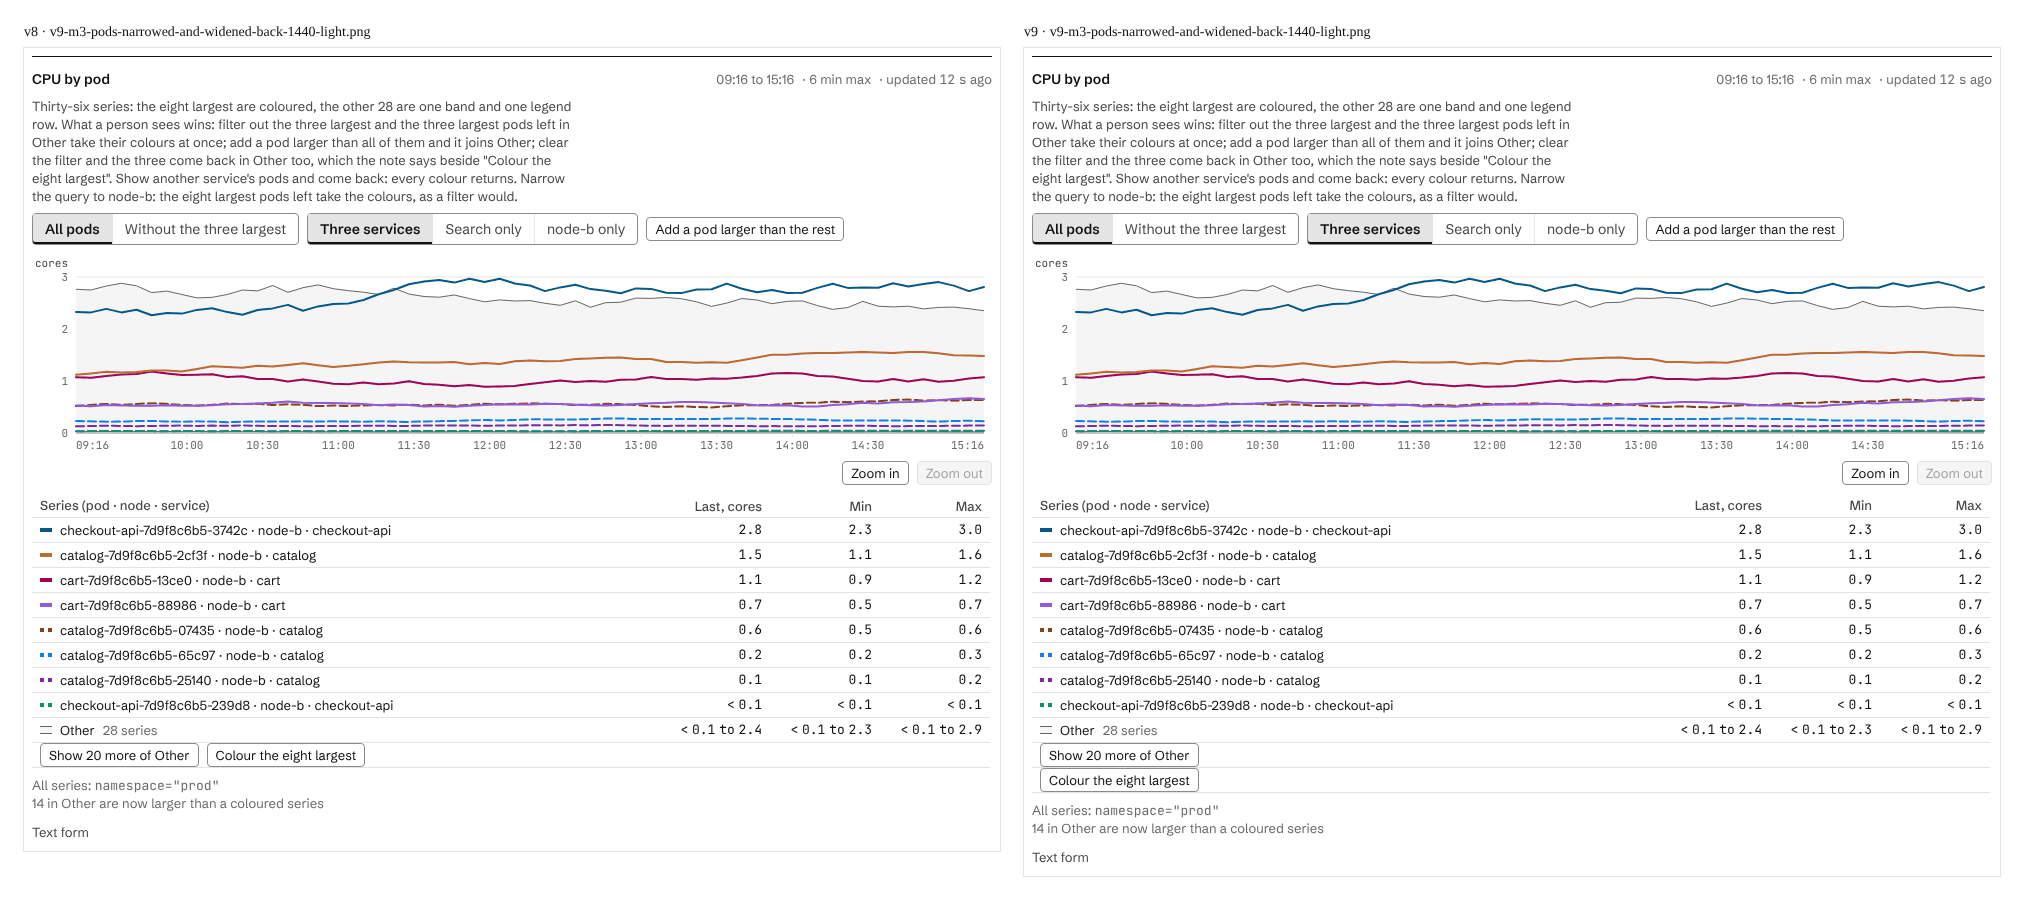 v8 · v9-m3-pods-narrowed-and-widened-back-1440-light.png
CPU by pod
09:16 to 15:16 · 6 min max · updated 12 s ago
Thirty-six series: the eight largest are coloured, the other 28 are one band and one legend
row. What a person sees wins: filter out the three largest and the three largest pods left in
Other take their colours at once; add a pod larger than all of them and it joins Other; clear
the filter and the three come back in Other too, which the note says beside "Colour the
eight largest". Show another service's pods and come back: every colour returns. Narrow
the query to node-b: the eight largest pods left take the colours, as a filter would.
All pods Without the three largest Three services Search only node-b only Add a pod larger than the rest
cores
3
2
1
0
09:16 10:00 10:30 11:00 11:30 12:00 12:30 13:00 13:30 14:00 14:30 15:16
Zoom in Zoom out
Series (pod · node · service) Last, cores Min Max
checkout-api-7d9f8c6b5-3742c · node-b · checkout-api 2.8 2.3 3.0
catalog-7d9f8c6b5-2cf3f · node-b · catalog 1.5 1.1 1.6
cart-7d9f8c6b5-13ce0 · node-b · cart 1.1 0.9 1.2
cart-7d9f8c6b5-88986 · node-b · cart 0.7 0.5 0.7
catalog-7d9f8c6b5-07435 · node-b · catalog 0.6 0.5 0.6
catalog-7d9f8c6b5-65c97 · node-b · catalog 0.2 0.2 0.3
catalog-7d9f8c6b5-25140 · node-b · catalog 0.1 0.1 0.2
checkout-api-7d9f8c6b5-239d8 · node-b · checkout-api < 0.1 < 0.1 < 0.1
Other 28 series < 0.1 to 2.4 < 0.1 to 2.3 < 0.1 to 2.9
Show 20 more of Other Colour the eight largest
All series: namespace="prod"
14 in Other are now larger than a coloured series
Text form
v9 · v9-m3-pods-narrowed-and-widened-back-1440-light.png
CPU by pod
09:16 to 15:16 · 6 min max · updated 12 s ago
Thirty-six series: the eight largest are coloured, the other 28 are one band and one legend
row. What a person sees wins: filter out the three largest and the three largest pods left in
Other take their colours at once; add a pod larger than all of them and it joins Other; clear
the filter and the three come back in Other too, which the note says beside "Colour the
eight largest". Show another service's pods and come back: every colour returns. Narrow
the query to node-b: the eight largest pods left take the colours, as a filter would.
All pods Without the three largest Three services Search only node-b only Add a pod larger than the rest
cores
3
2
1
0
09:16 10:00 10:30 11:00 11:30 12:00 12:30 13:00 13:30 14:00 14:30 15:16
Zoom in Zoom out
Series (pod · node · service) Last, cores Min Max
checkout-api-7d9f8c6b5-3742c · node-b · checkout-api 2.8 2.3 3.0
catalog-7d9f8c6b5-2cf3f · node-b · catalog 1.5 1.1 1.6
cart-7d9f8c6b5-13ce0 · node-b · cart 1.1 0.9 1.2
cart-7d9f8c6b5-88986 · node-b · cart 0.7 0.5 0.7
catalog-7d9f8c6b5-07435 · node-b · catalog 0.6 0.5 0.6
catalog-7d9f8c6b5-65c97 · node-b · catalog 0.2 0.2 0.3
catalog-7d9f8c6b5-25140 · node-b · catalog 0.1 0.1 0.2
checkout-api-7d9f8c6b5-239d8 · node-b · checkout-api < 0.1 < 0.1 < 0.1
Other 28 series < 0.1 to 2.4 < 0.1 to 2.3 < 0.1 to 2.9
Show 20 more of Other
Colour the eight largest
All series: namespace="prod"
14 in Other are now larger than a coloured series
Text form